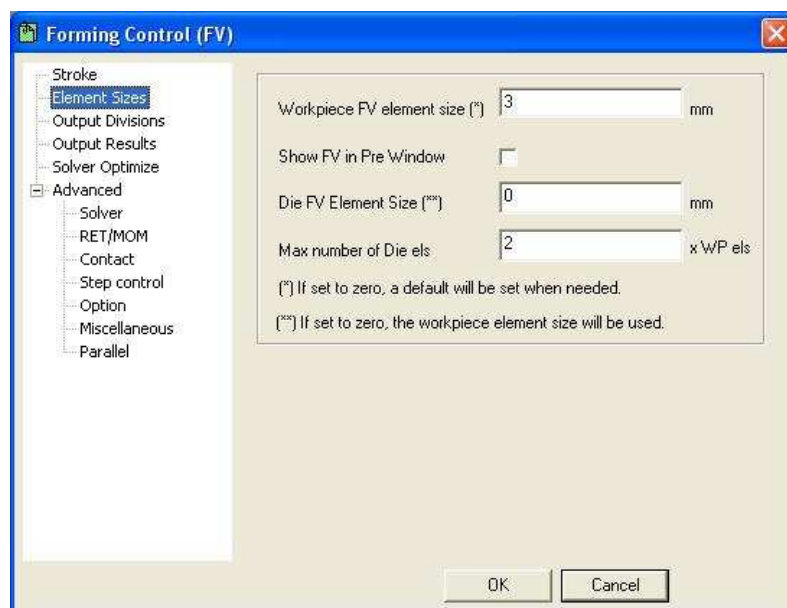 Forming Control (FV)
Stroke
Element Sizes
Output Divisions
Output Results
Solver Optimize
Advanced
Solver
RET/MOM
Contact
Step control
Option
Miscellaneous
Parallel
Workpiece FV element size (*) 3 mm
Show FV in Pre Window
Die FV Element Size (**) 0 mm
Max number of Die els 2 x WP els
(*) If set to zero, a default will be set when needed.
(**) If set to zero, the workpiece element size will be used.
OK Cancel